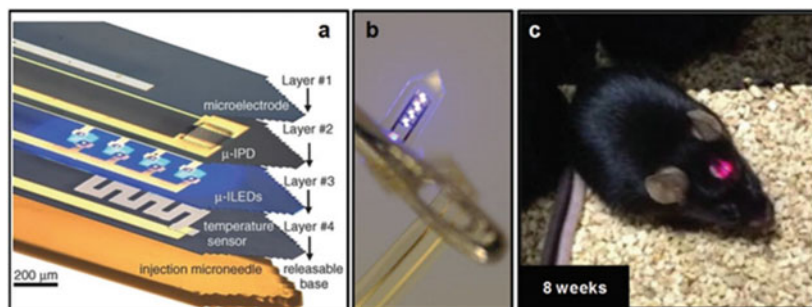 a
Layer #1
microelectrode
Layer #2
μ-IPD
Layer #3
μ-ILEDs
Layer #4
temperature
sensor
injection microneedle
releasable
base
200 μm
b
c
8 weeks